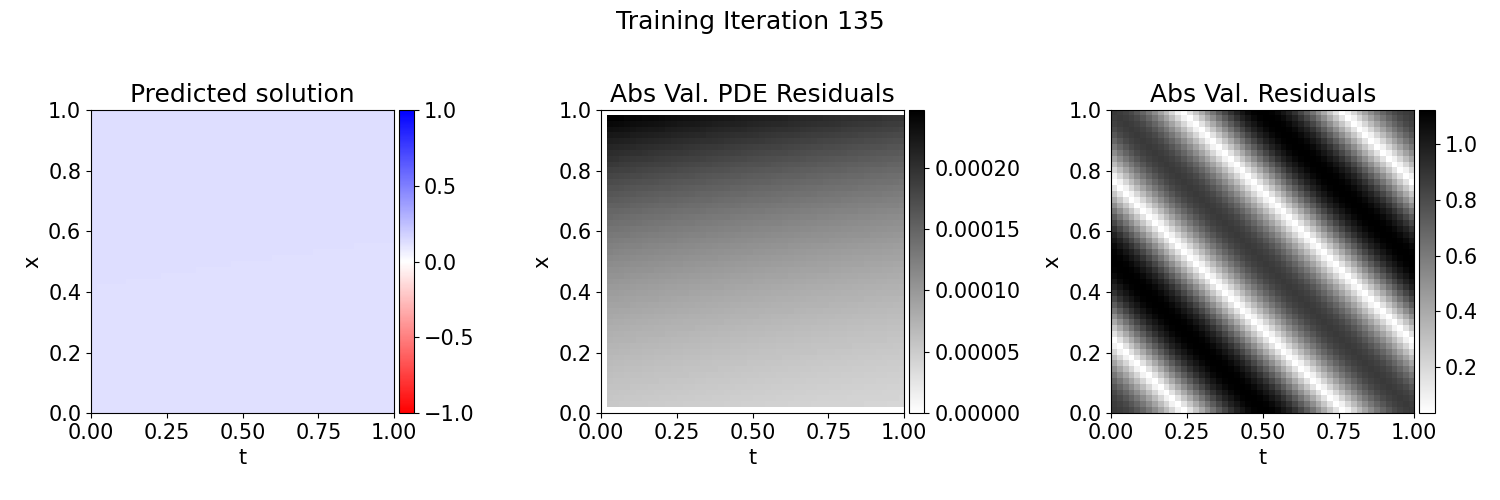 Training Iteration 135
Predicted solution
1.0
0.8
0.6
0.4
0.2
0.0
x
0.00 0.25 0.50 0.75 1.00
t
1.0
0.5
0.0
−0.5
−1.0
Abs Val. PDE Residuals
1.0
0.8
0.6
0.4
0.2
0.0
x
0.00 0.25 0.50 0.75 1.00
t
0.00020
0.00015
0.00010
0.00005
0.00000
Abs Val. Residuals
1.0
0.8
0.6
0.4
0.2
0.0
x
0.00 0.25 0.50 0.75 1.00
t
1.0
0.8
0.6
0.4
0.2